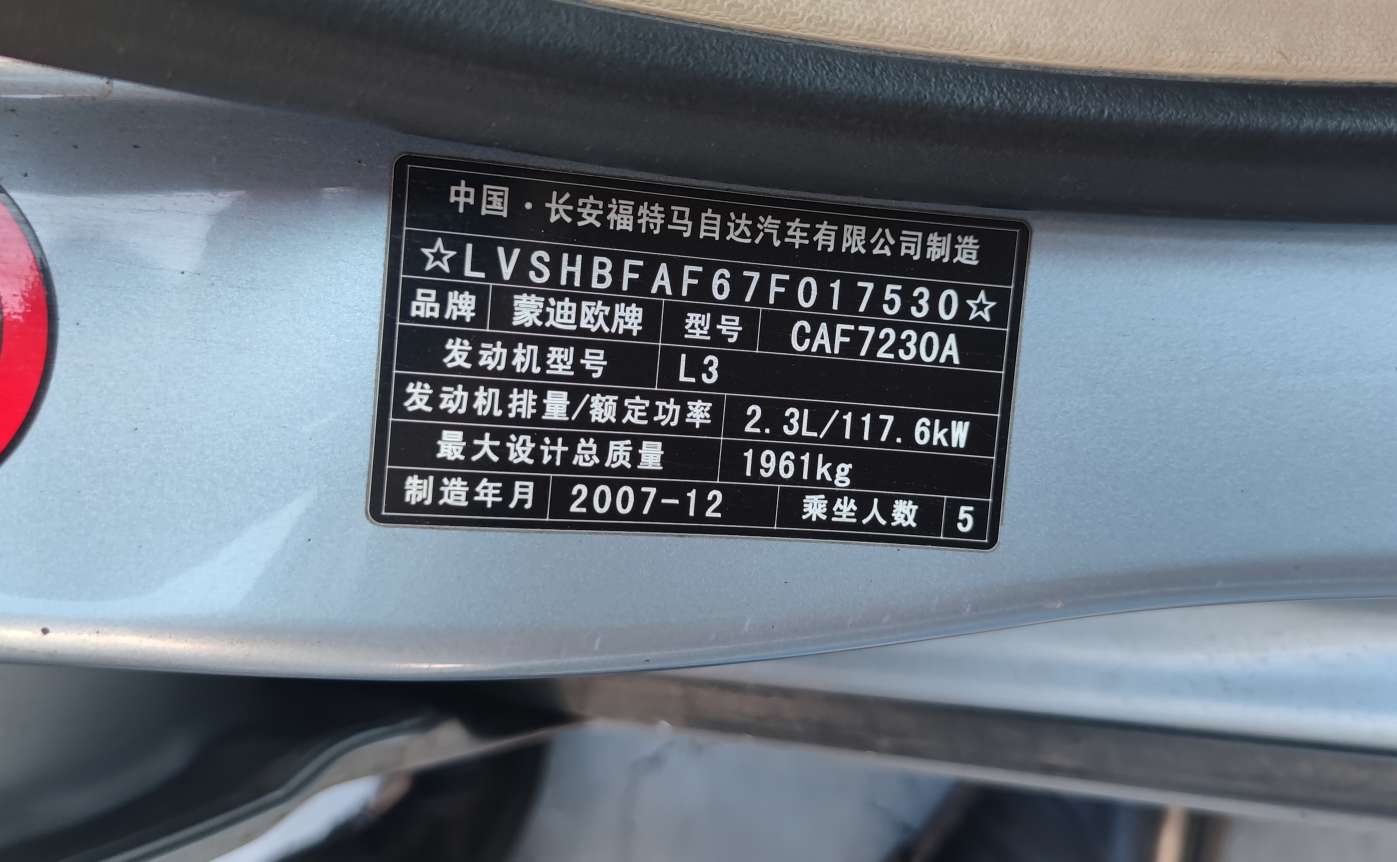 中国·长安福特马自达汽车有限公司制造
☆LVSHBFAF67F017530☆
品牌 蒙迪欧牌 型号 CAF7230A
发动机型号 L3
发动机排量/额定功率 2.3L/117.6kW
最大设计总质量 1961kg
制造年月 2007-12 乘坐人数 5